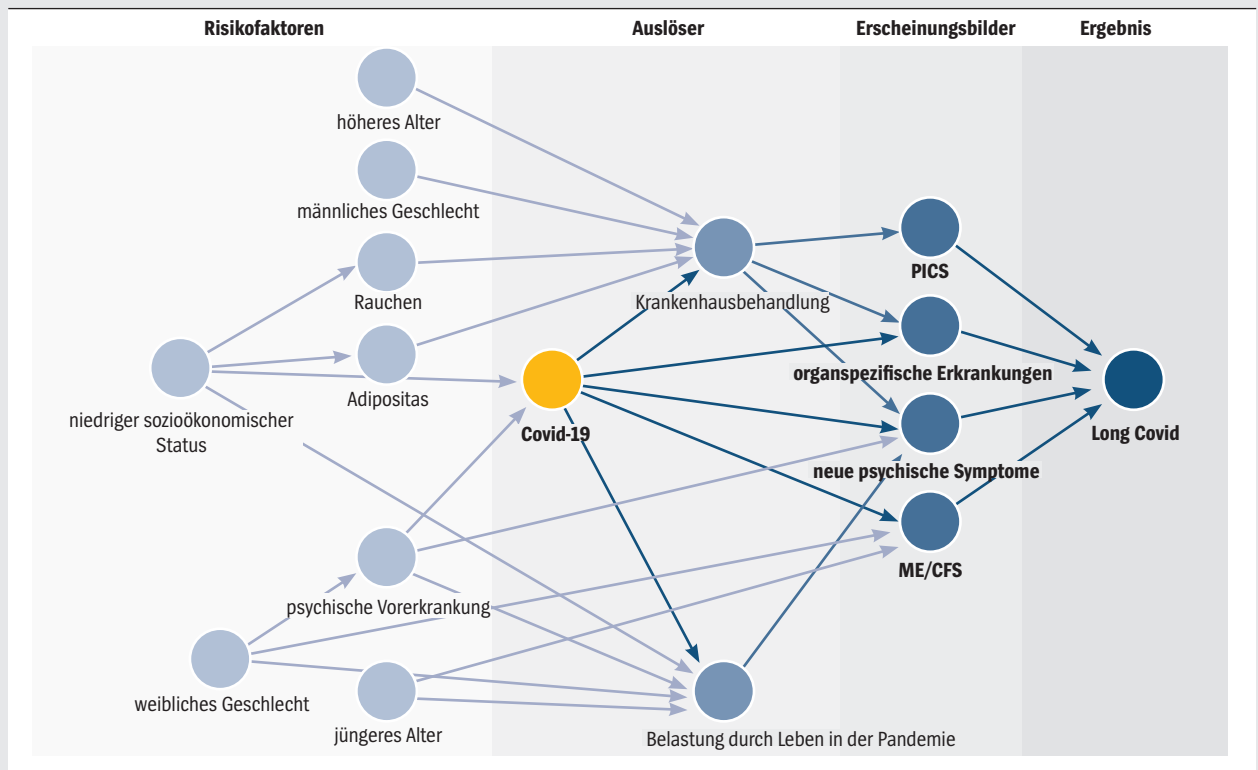 Risikofaktoren
Auslöser
Erscheinungsbilder
Ergebnis
höheres Alter
männliches Geschlecht
Rauchen
Adipositas
niedriger sozioökonomischer
Status
psychische Vorerkrankung
weibliches Geschlecht
jüngeres Alter
Krankenhausbehandlung
Covid-19
Belastung durch Leben in der Pandemie
PICS
organspezifische Erkrankungen
neue psychische Symptome
ME/CFS
Long Covid